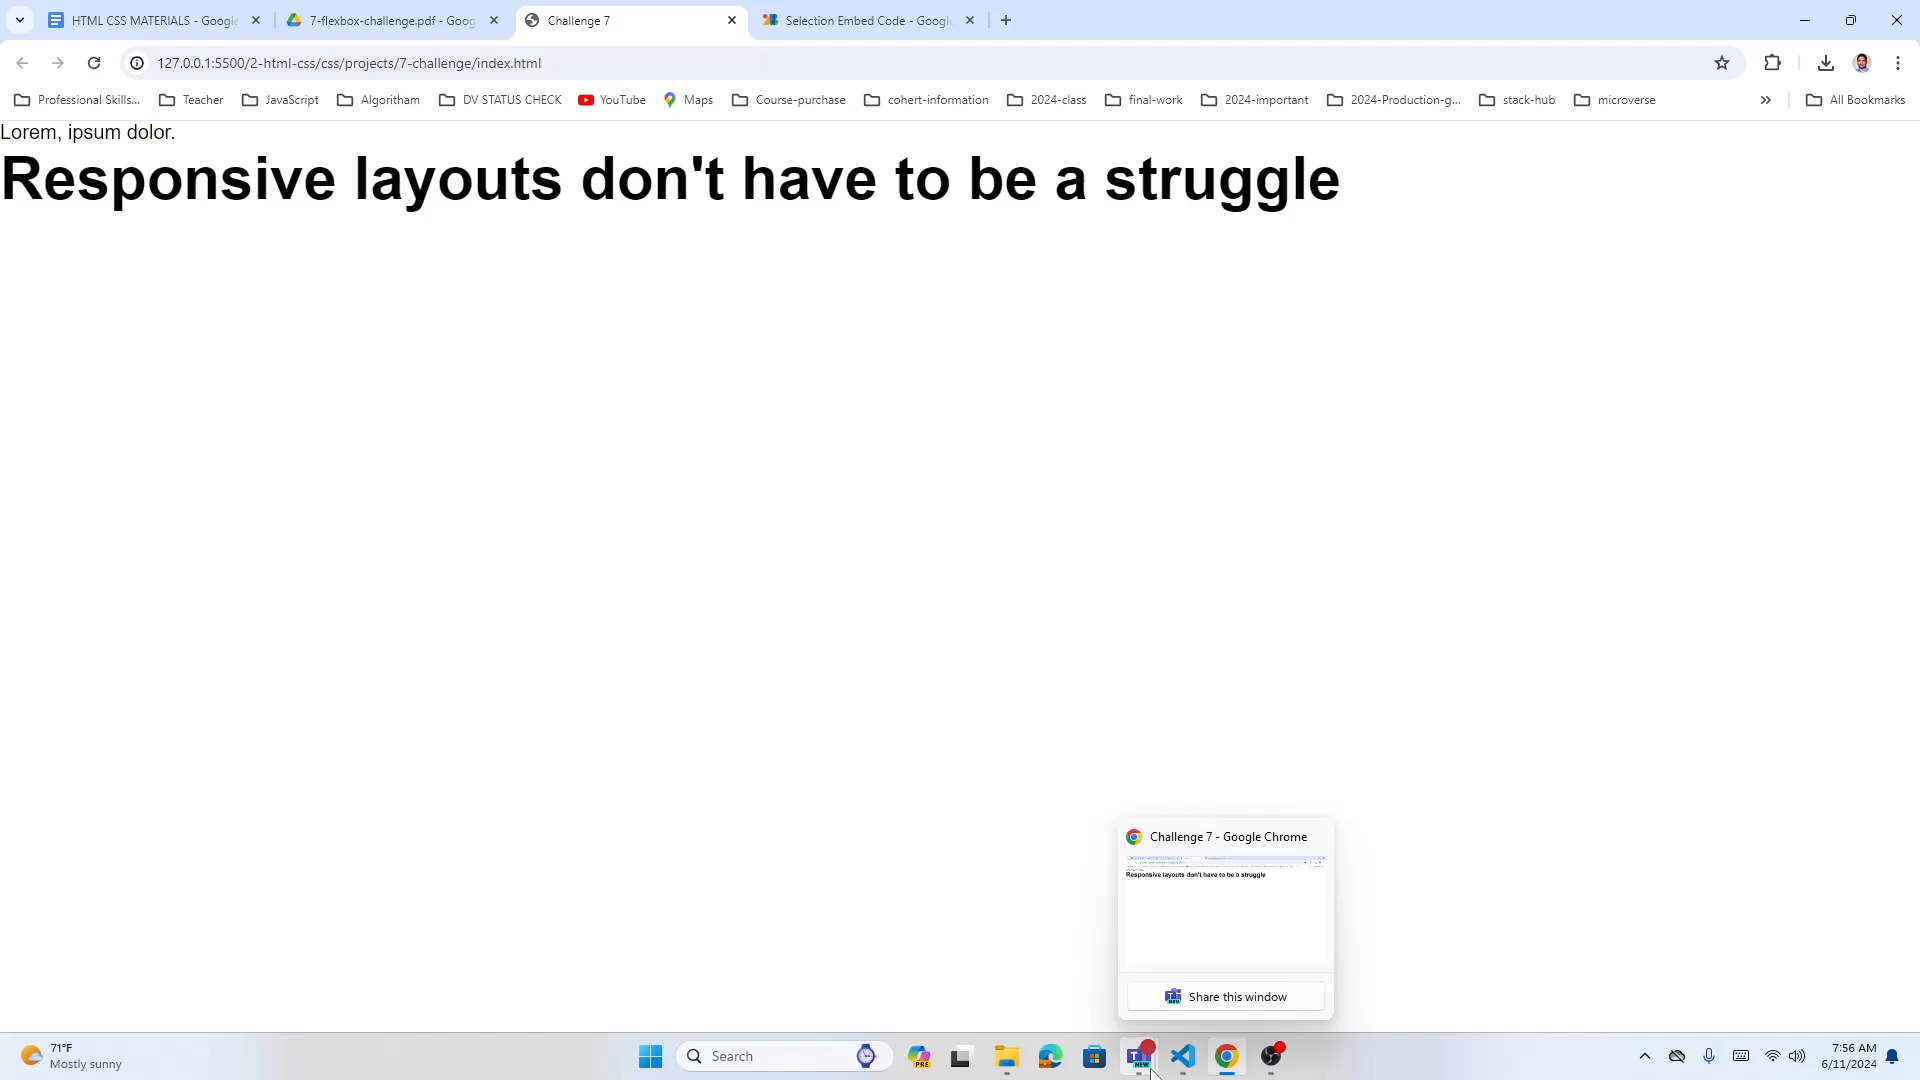 HTML CSS MATERIALS - Google
7-flexbox-challenge.pdf - Goog
Challenge 7
Selection Embed Code - Google
127.0.0.1:5500/2-html-css/css/projects/7-challenge/index.html
Professional Skills...
Teacher
JavaScript
Algoritham
DV STATUS CHECK
YouTube
Maps
Course-purchase
cohert-information
2024-class
final-work
2024-important
2024-Production-g...
stack-hub
microverse
All Bookmarks
Lorem, ipsum dolor.
Responsive layouts don't have to be a struggle
Challenge 7 - Google Chrome
Responsive layouts don't have to be a struggle
Share this window
71°F
Mostly sunny
Search
PRE
NEW
7:56 AM
6/11/2024